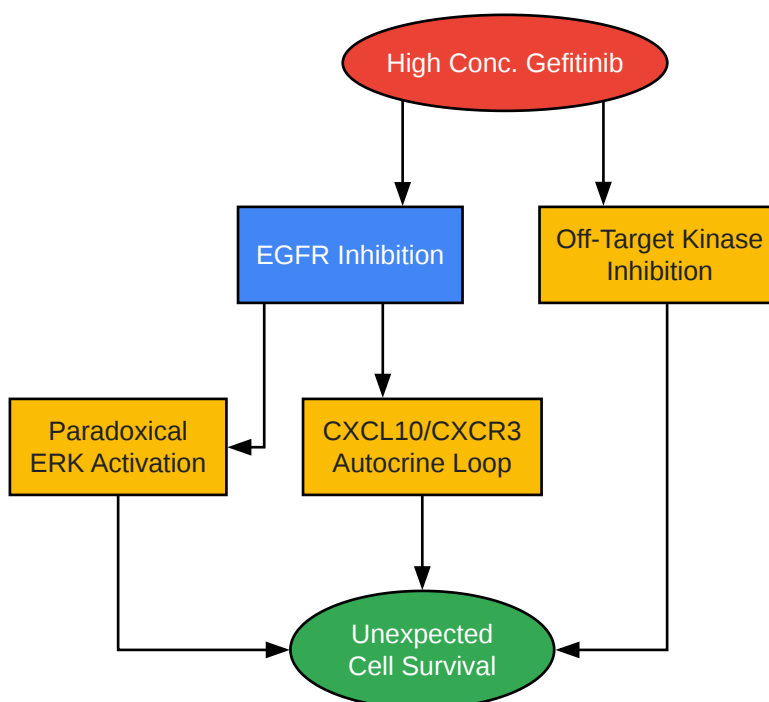 High Conc. Gefitinib
EGFR Inhibition
Off-Target Kinase
Inhibition
Paradoxical
ERK Activation
CXCL10/CXCR3
Autocrine Loop
Unexpected
Cell Survival